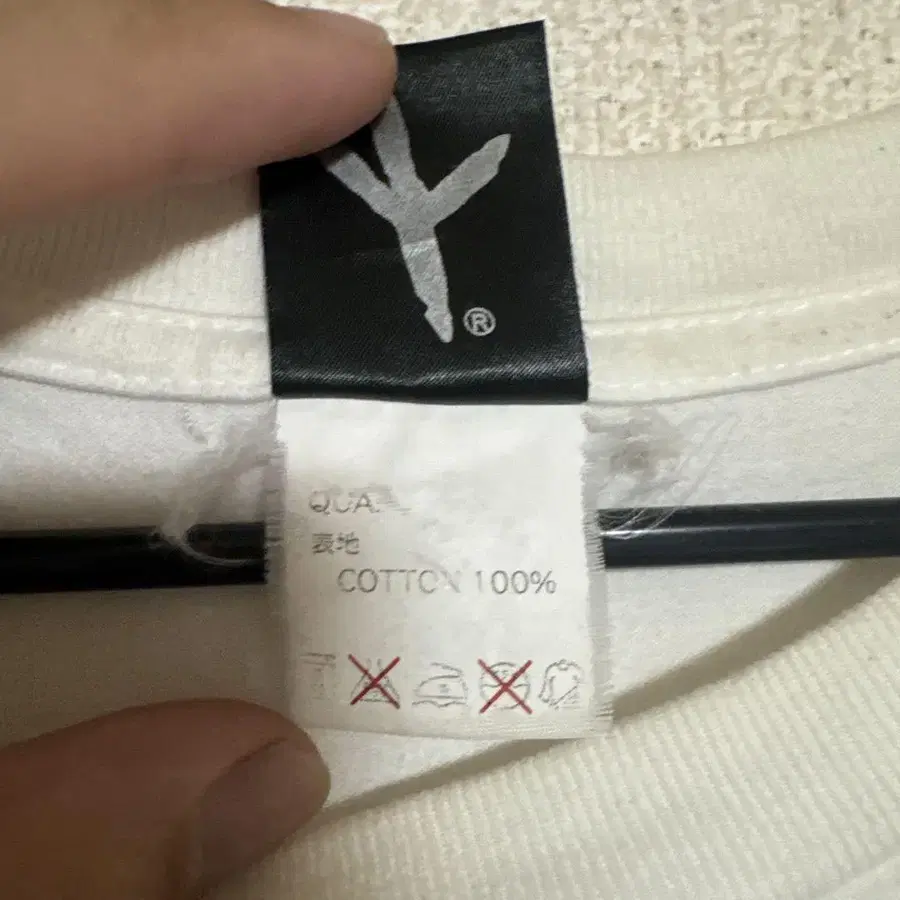 ®
QUA
表地
COTTON 100%